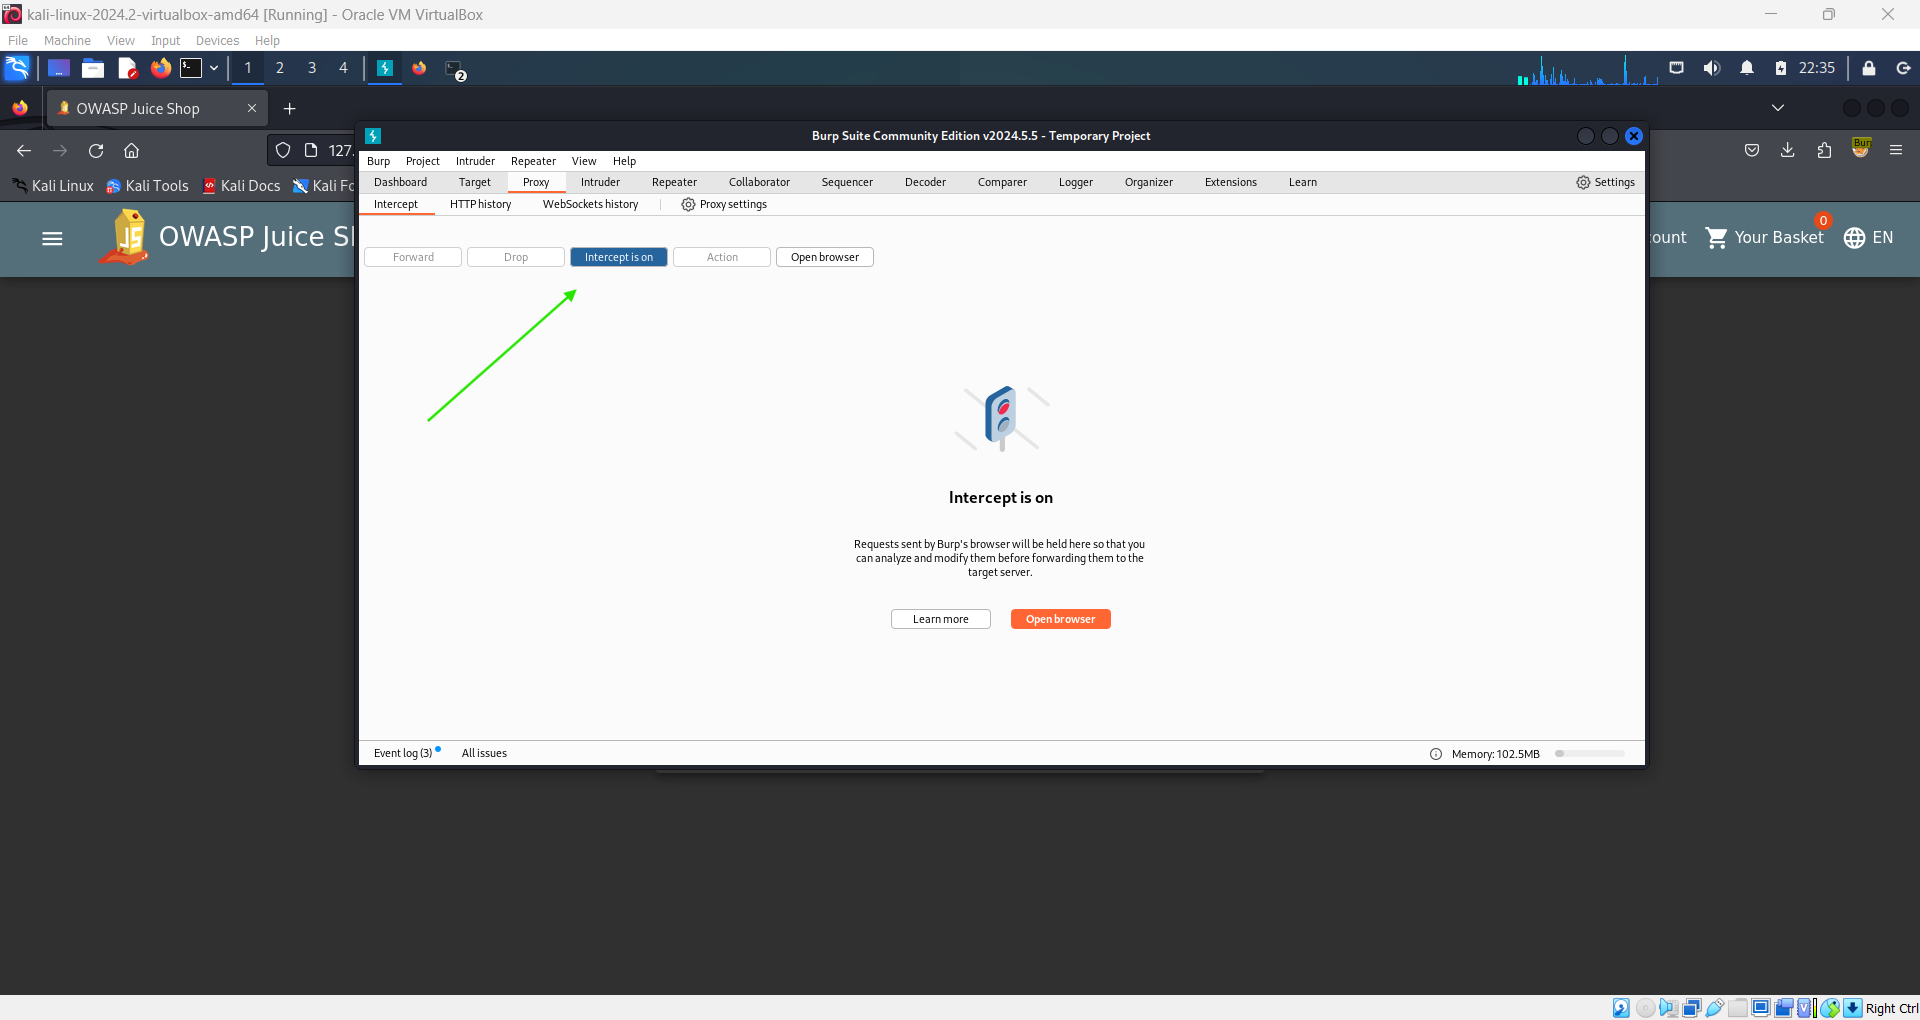 kali-linux-2024.2-virtualbox-amd64 [Running] - Oracle VM VirtualBox
File Machine View Input Devices Help
1 2 3 4 2 22:35
OWASP Juice Shop
127.
Burp Suite Community Edition v2024.5.5 - Temporary Project
Burp
Burp Project Intruder Repeater View Help
Kali Linux Kali Tools Kali Docs Kali Fo
Dashboard Target Proxy Intruder Repeater Collaborator Sequencer Decoder Comparer Logger Organizer Extensions Learn Settings
Intercept HTTP history WebSockets history Proxy settings
OWASP Juice Sh
ount Your Basket 0 EN
Forward Drop Intercept is on Action Open browser
Intercept is on
Requests sent by Burp's browser will be held here so that you
can analyze and modify them before forwarding them to the
target server.
Learn more Open browser
Event log (3) All issues Memory: 102.5MB
Right Ctrl